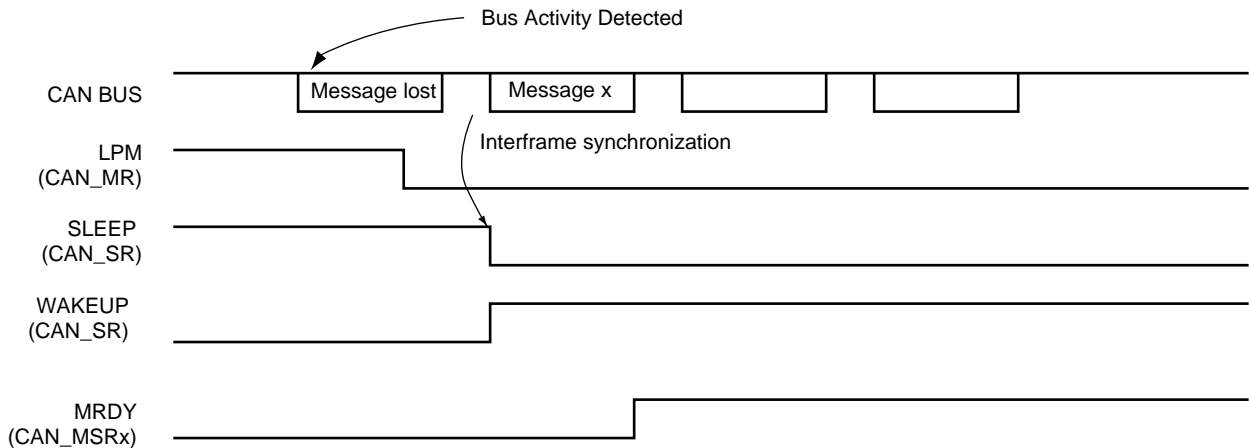 Bus Activity Detected
CAN BUS
Message lost
Message x
Interframe synchronization
LPM
(CAN_MR)
SLEEP
(CAN_SR)
WAKEUP
(CAN_SR)
MRDY
(CAN_MSRx)